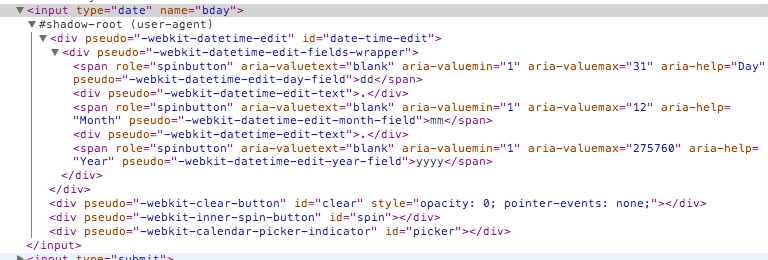 ▼<input type="date" name="bday">
▼#shadow-root (user-agent)
▼<div pseudo="-webkit-datetime-edit" id="date-time-edit">
▼<div pseudo="-webkit-datetime-edit-fields-wrapper">
<span role="spinbutton" aria-valuetext="blank" aria-valuemin="1" aria-valuemax="31" aria-help="Day"
pseudo="-webkit-datetime-edit-day-field">dd</span>
<div pseudo="-webkit-datetime-edit-text">.</div>
<span role="spinbutton" aria-valuetext="blank" aria-valuemin="1" aria-valuemax="12" aria-help=
"Month" pseudo="-webkit-datetime-edit-month-field">mm</span>
<div pseudo="-webkit-datetime-edit-text">.</div>
<span role="spinbutton" aria-valuetext="blank" aria-valuemin="1" aria-valuemax="275760" aria-help=
"Year" pseudo="-webkit-datetime-edit-year-field">yyyy</span>
</div>
</div>
<div pseudo="-webkit-clear-button" id="clear" style="opacity: 0; pointer-events: none;"></div>
<div pseudo="-webkit-inner-spin-button" id="spin"></div>
<div pseudo="-webkit-calendar-picker-indicator" id="picker"></div>
</input>
▶<input type="submit">